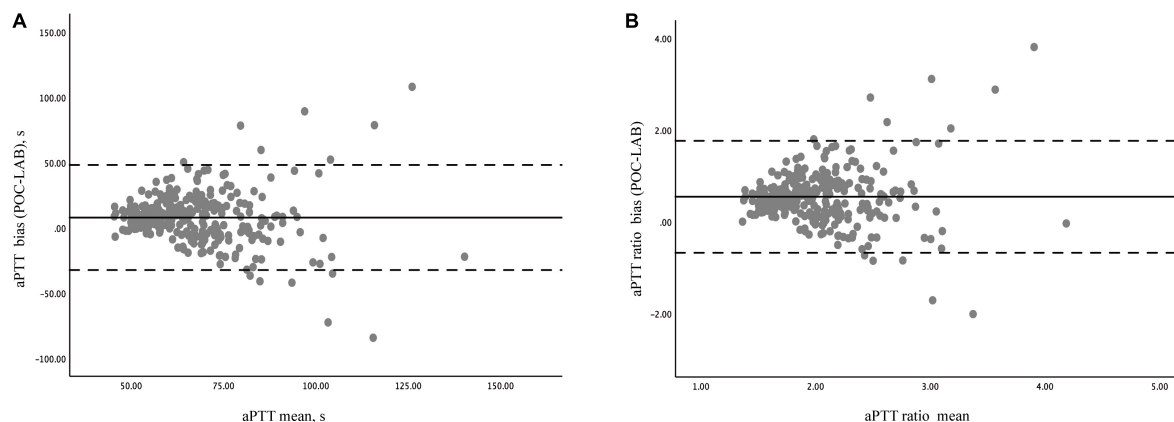 A
150.00
100.00
50.00
.00
−50.00
−100.00
aPTT bias (POC-LAB), s
50.00 75.00 100.00 125.00 150.00
aPTT mean, s
B
4.00
2.00
.00
−2.00
aPTT ratio bias (POC-LAB)
1.00 2.00 3.00 4.00 5.00
aPTT ratio mean